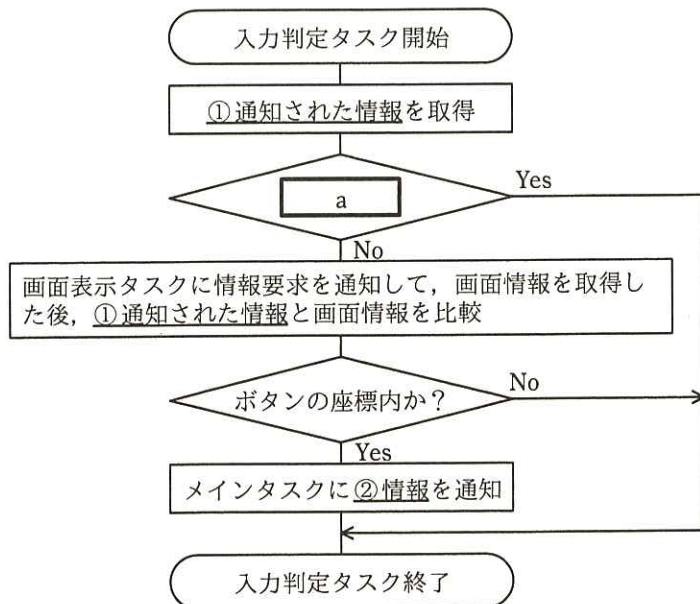 入力判定タスク開始
①通知された情報を取得
a
Yes
No
画面表示タスクに情報要求を通知して，画面情報を取得し
た後，①通知された情報と画面情報を比較
ボタンの座標内か？
No
Yes
メインタスクに②情報を通知
入力判定タスク終了